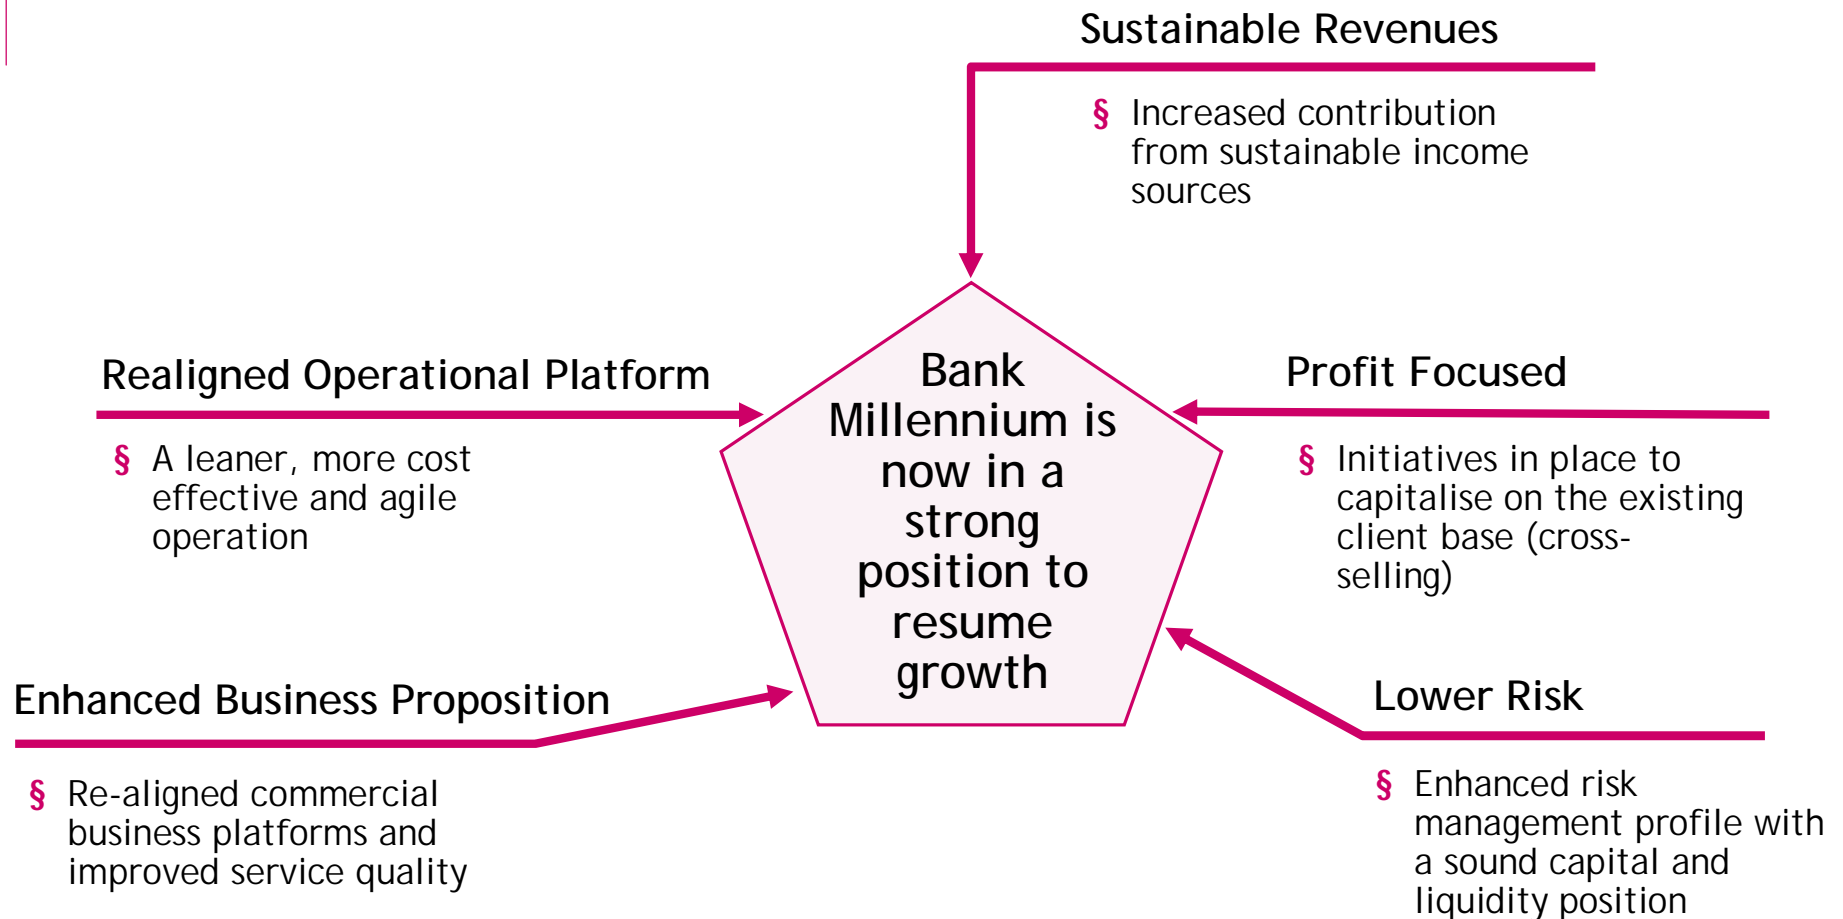 Sustainable Revenues
§ Increased contribution
from sustainable income
sources
Realigned Operational Platform
§ A leaner, more cost
effective and agile
operation
Bank
Millennium is
now in a
strong
position to
resume
growth
Profit Focused
§ Initiatives in place to
capitalise on the existing
client base (cross-
selling)
Enhanced Business Proposition
§ Re-aligned commercial
business platforms and
improved service quality
Lower Risk
§ Enhanced risk
management profile with
a sound capital and
liquidity position